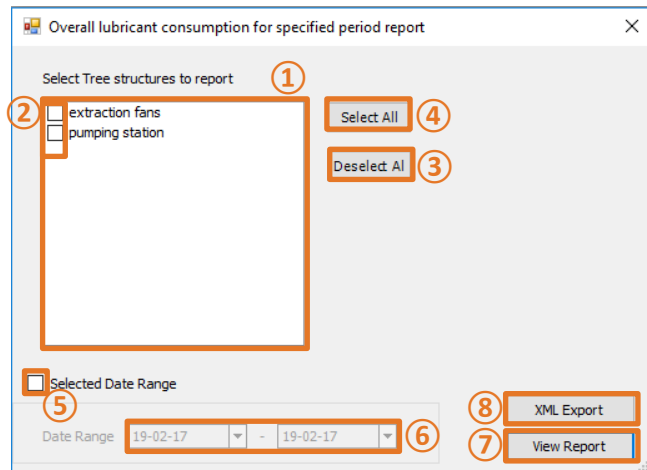 Overall lubricant consumption for specified period report
Select Tree structures to report
1
2
extraction fans
pumping station
Select All
4
Deselect Al
3
Selected Date Range
5
Date Range 19-02-17 - 19-02-17
6
8
XML Export
7
View Report